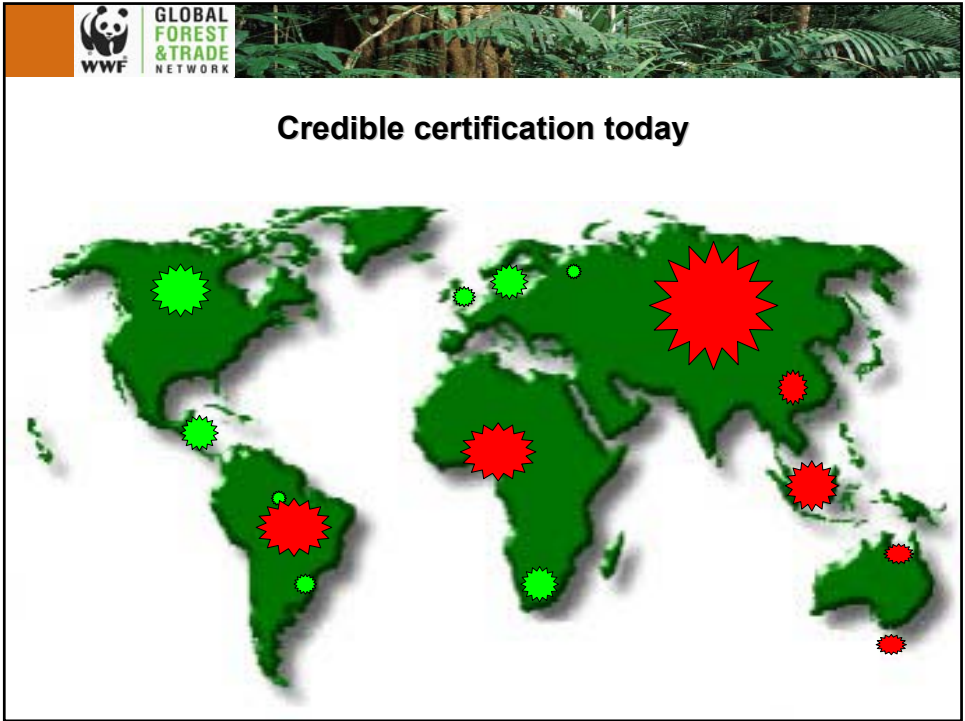 WWF
GLOBAL
FOREST
&TRADE
NETWORK
Credible certification today